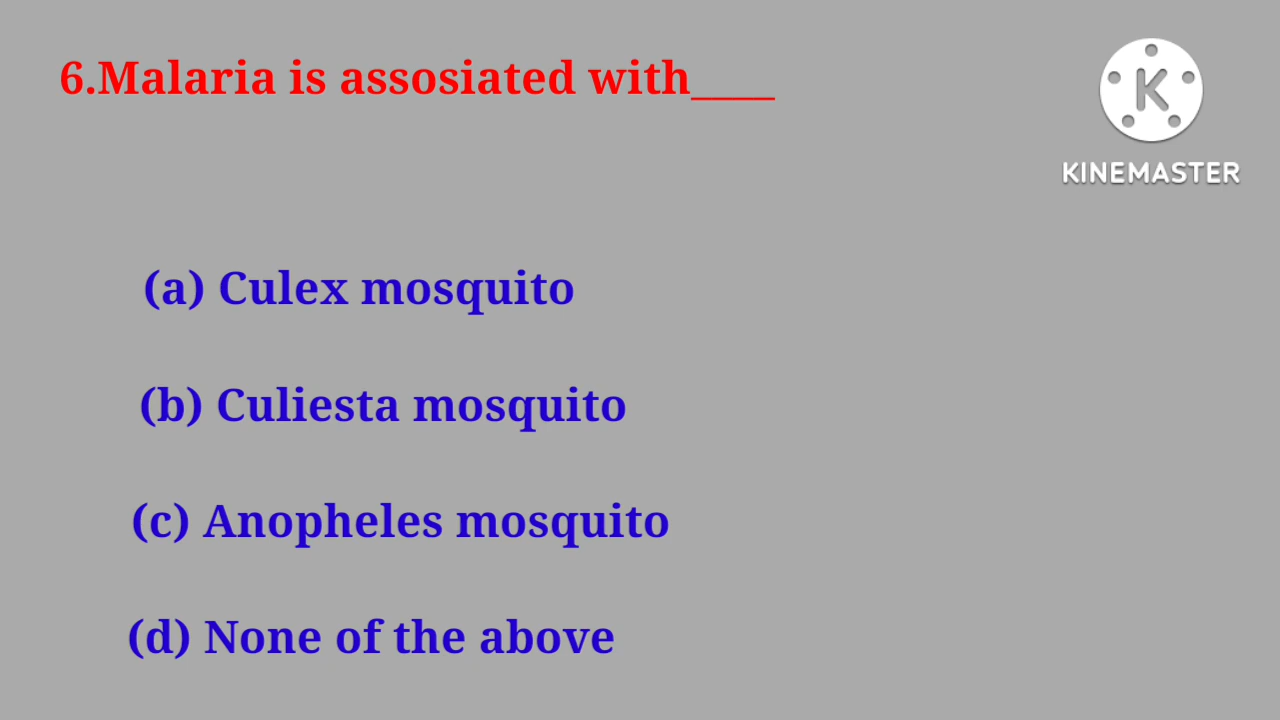 6.Malaria is assosiated with____
K
KINEMASTER
(a) Culex mosquito
(b) Culiesta mosquito
(c) Anopheles mosquito
(d) None of the above